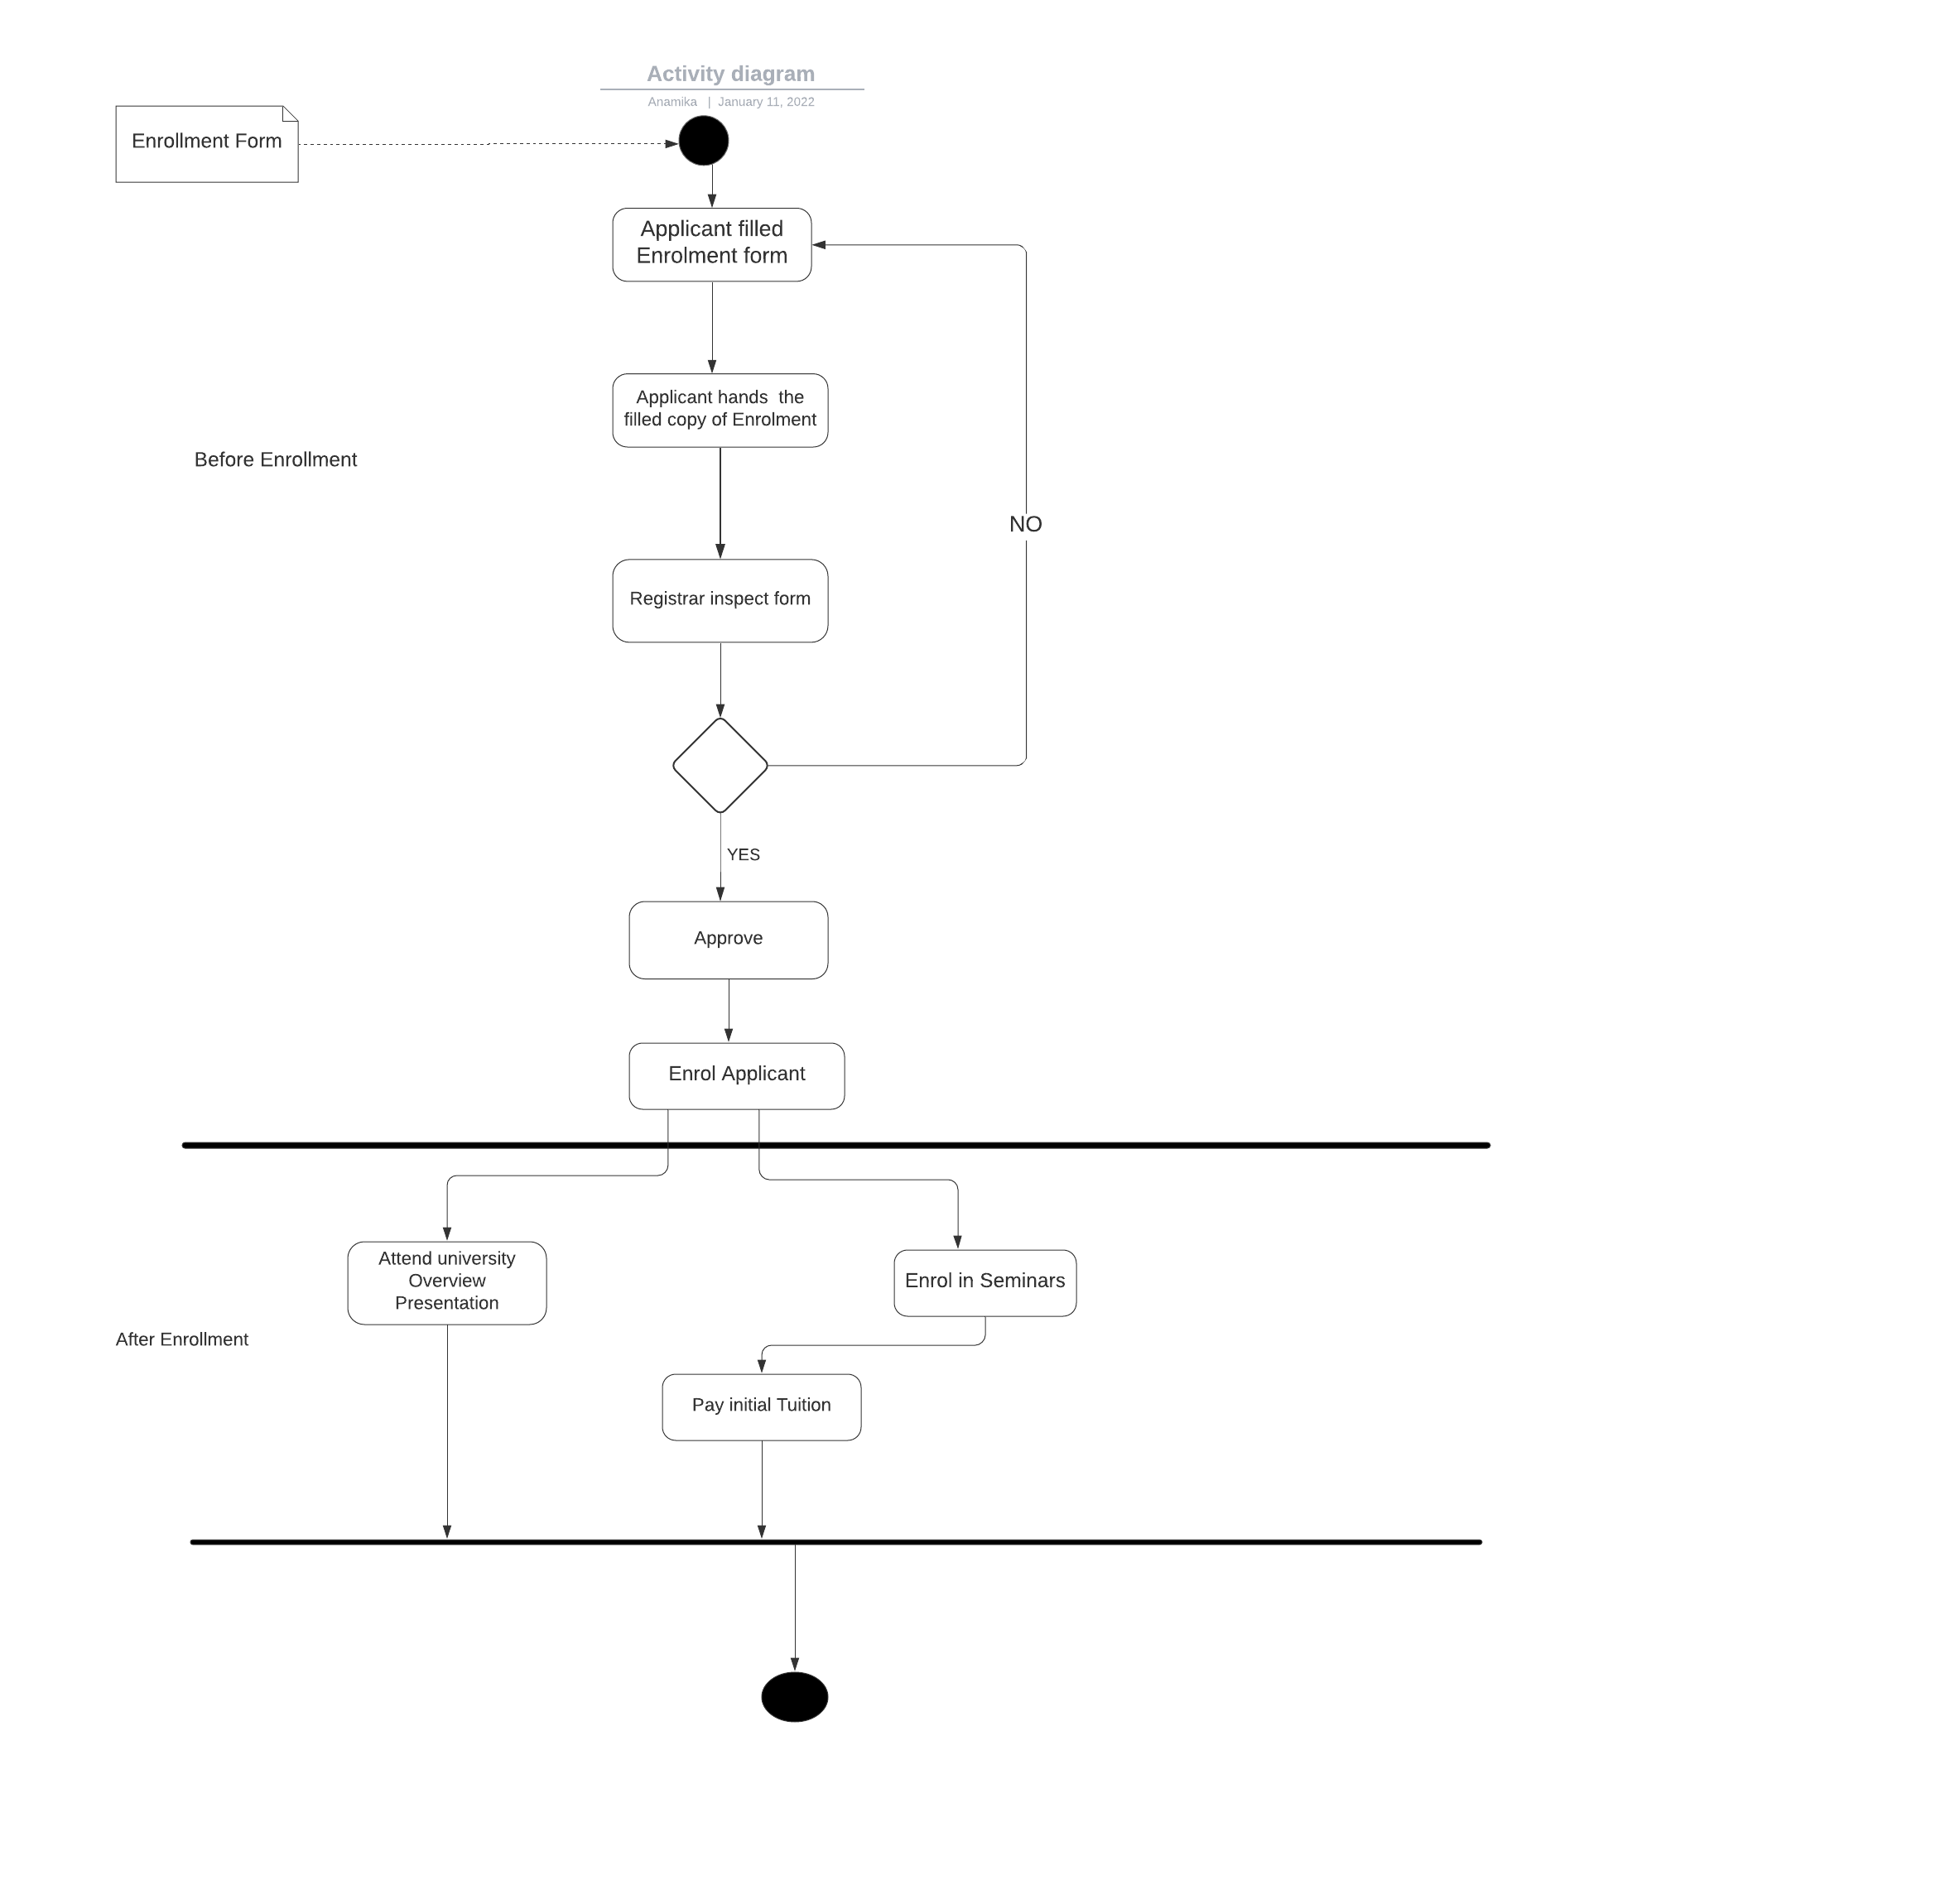 Activity diagram
Anamika | January 11, 2022
Enrollment Form
Applicant filled
Enrolment form
Applicant hands the
filled copy of Enrolment
Before Enrollment
NO
Registrar inspect form
YES
Approve
Enrol Applicant
Attend university
Overview
Presentation
Enrol in Seminars
After Enrollment
Pay initial Tuition